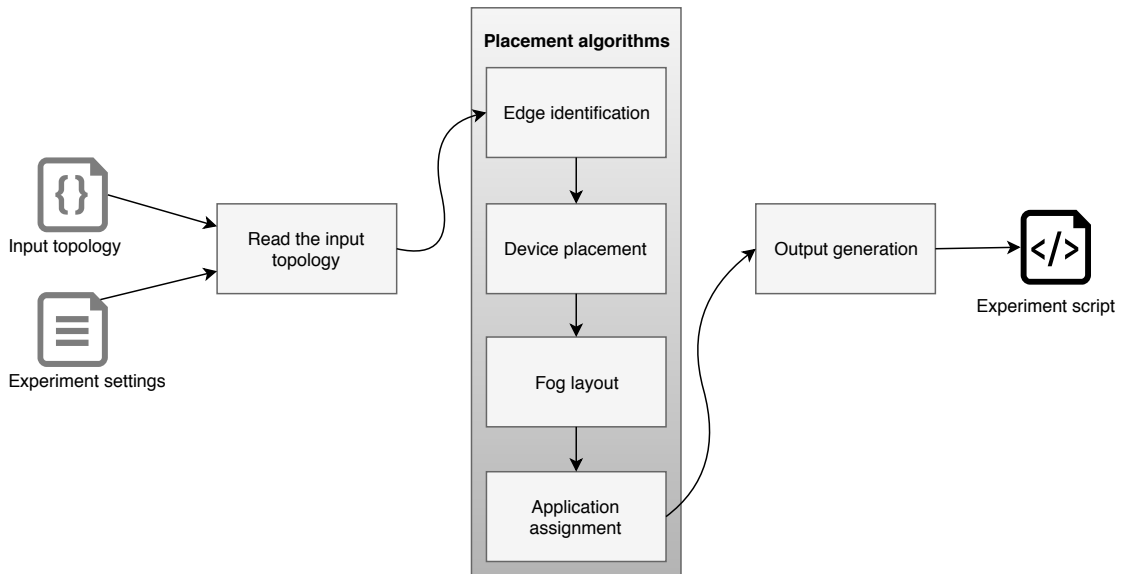 Placement algorithms
Edge identification
{}
Input topology
Read the input
topology
Device placement
Output generation
</>
Experiment script
Experiment settings
Fog layout
Application
assignment